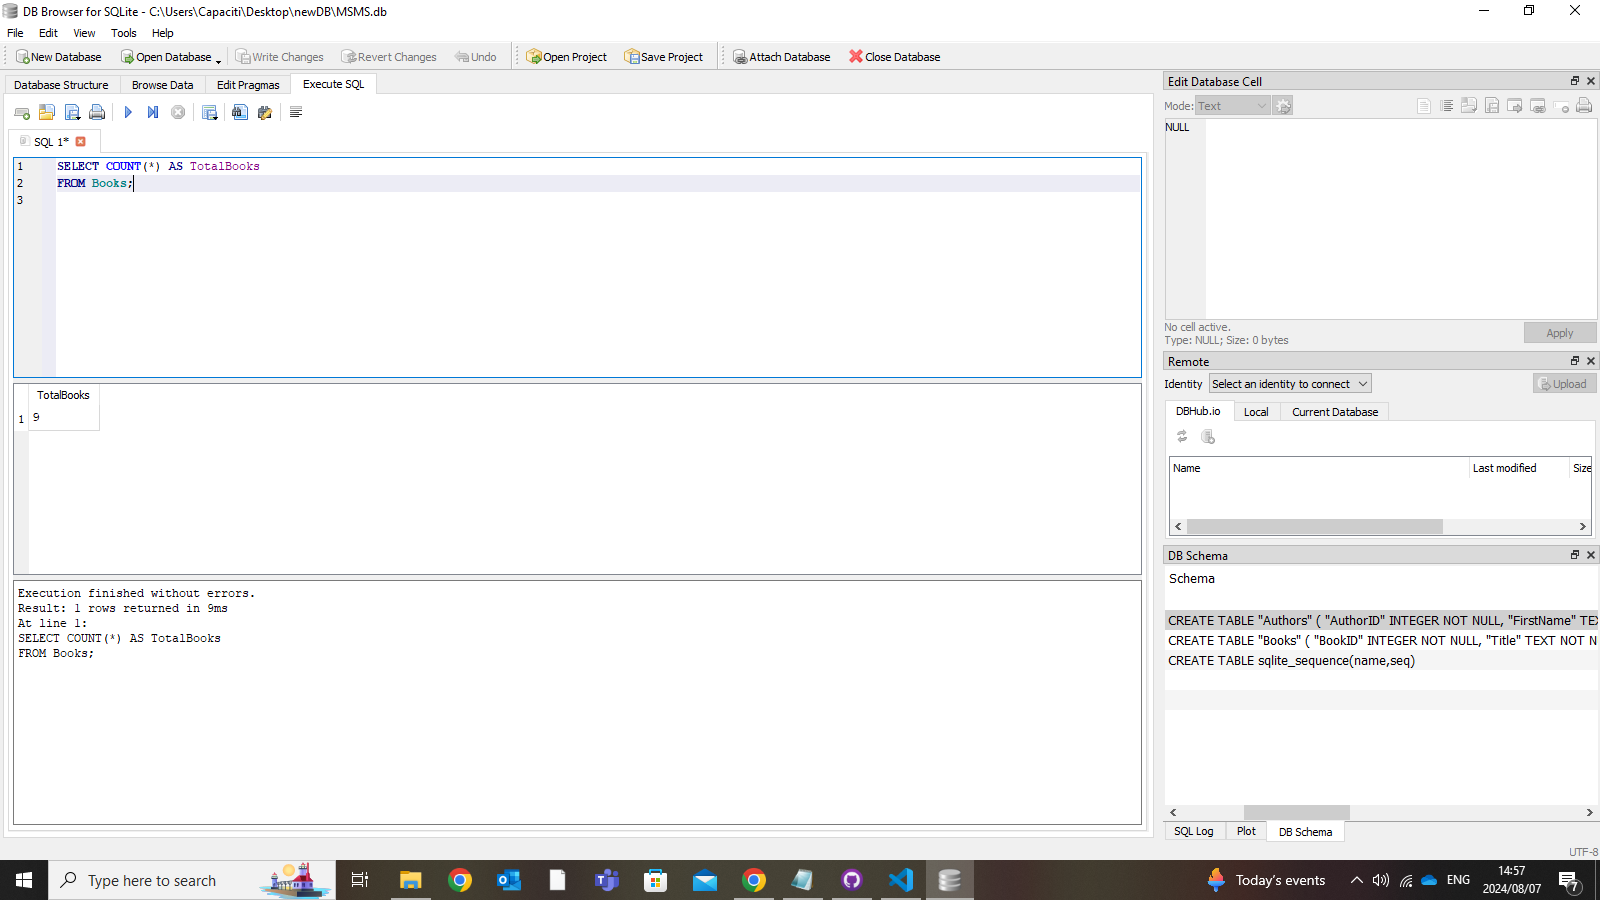 DB Browser for SQLite - C:\Users\Capaciti\Desktop\newDB\MSMS.db
File Edit View Tools Help
New Database Open Database Write Changes Revert Changes Undo Open Project Save Project Attach Database Close Database
Database Structure Browse Data Edit Pragmas Execute SQL
SQL 1*
1 SELECT COUNT(*) AS TotalBooks
2 FROM Books;
3
TotalBooks
1 9
Execution finished without errors.
Result: 1 rows returned in 9ms
At line 1:
SELECT COUNT(*) AS TotalBooks
FROM Books;
Edit Database Cell
Mode: Text
NULL
No cell active.
Type: NULL; Size: 0 bytes
Apply
Remote
Identity Select an identity to connect Upload
DBHub.io Local Current Database
Name Last modified Size
DB Schema
Schema
CREATE TABLE "Authors" ( "AuthorID" INTEGER NOT NULL, "FirstName" TEX
CREATE TABLE "Books" ( "BookID" INTEGER NOT NULL, "Title" TEXT NOT N
CREATE TABLE sqlite_sequence(name,seq)
SQL Log Plot DB Schema
UTF-8
Type here to search
Today's events
ENG
14:57
2024/08/07
7